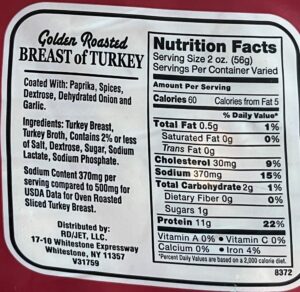 Golden Roasted
BREAST of TURKEY
Coated With: Paprika, Spices,
Dextrose, Dehydrated Onion and
Garlic.
Ingredients: Turkey Breast,
Turkey Broth, Contains 2% or less
of Salt, Dextrose, Sugar, Sodium
Lactate, Sodium Phosphate.
Sodium Content 370mg per
serving compared to 500mg for
USDA Data for Oven Roasted
Sliced Turkey Breast.
Distributed by:
RD/JET, LLC.
17-10 Whitestone Expressway
Whitestone, NY 11357
V31759
Nutrition Facts
Serving Size 2 oz. (56g)
Servings Per Container Varied
Amount Per Serving
Calories 60 Calories from Fat 5
% Daily Value*
Total Fat 0.5g 1%
Saturated Fat 0g 0%
Trans Fat 0g
Cholesterol 30mg 9%
Sodium 370mg 15%
Total Carbohydrate 2g 1%
Dietary Fiber 0g 0%
Sugars 1g
Protein 11g 22%
Vitamin A 0% • Vitamin C 0%
Calcium 0% • Iron 4%
*Percent Daily Values are based on a 2,000 calorie diet.
8372